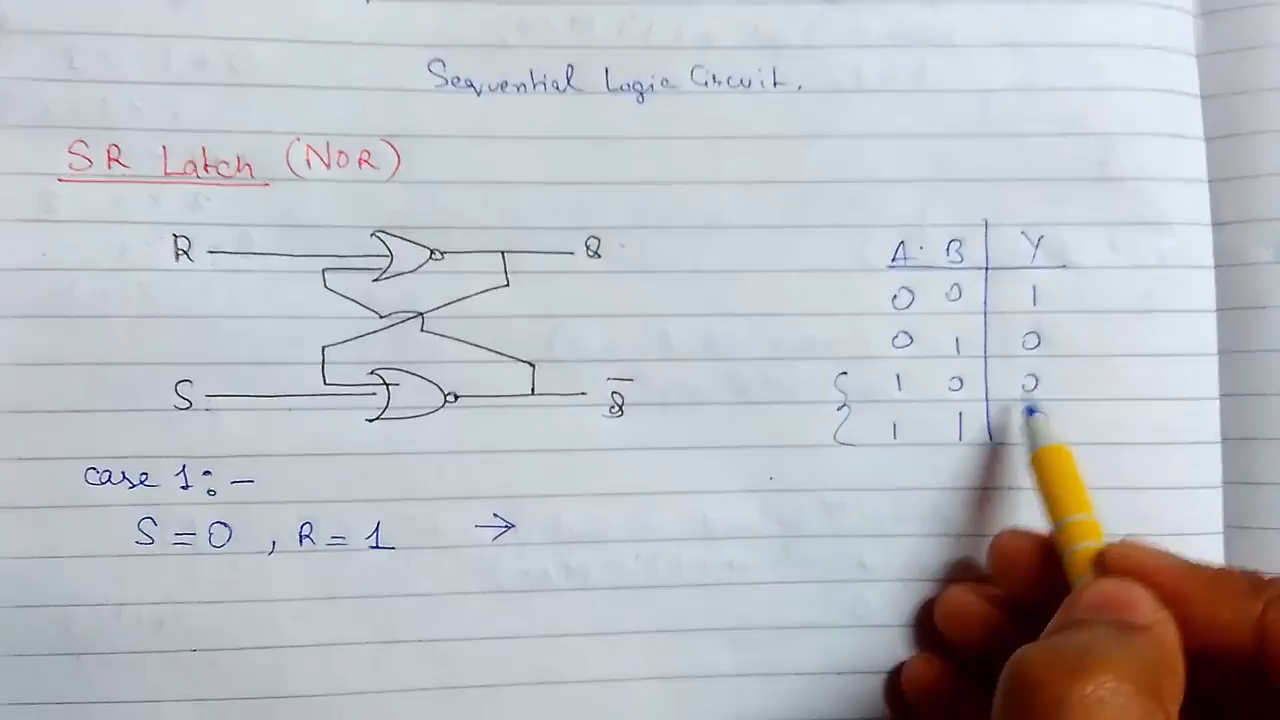 Sequential Logic Circuit.
SR Latch (NOR)
R Q
S Q̅
A B Y
0 0 1
0 1 0
1 0 0
1 1
case 1:-
S = 0 , R = 1 →